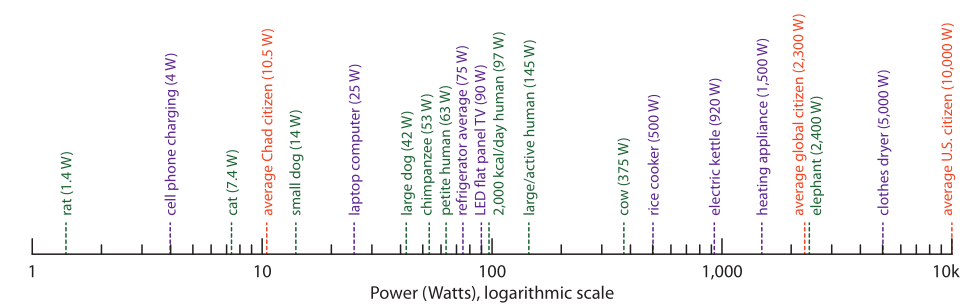 rat (1.4 W)
cell phone charging (4 W)
cat (7.4 W)
average Chad citizen (10.5 W)
small dog (14 W)
laptop computer (25 W)
large dog (42 W)
chimpanzee (53 W)
petite human (63 W)
refrigerator average (75 W)
LED flat panel TV (90 W)
2,000 kcal/day human (97 W)
large/active human (145 W)
cow (375 W)
rice cooker (500 W)
electric kettle (920 W)
heating appliance (1,500 W)
average global citizen (2,300 W)
elephant (2,400 W)
clothes dryer (5,000 W)
average U.S. citizen (10,000 W)
1
10
100
1,000
10k
Power (Watts), logarithmic scale